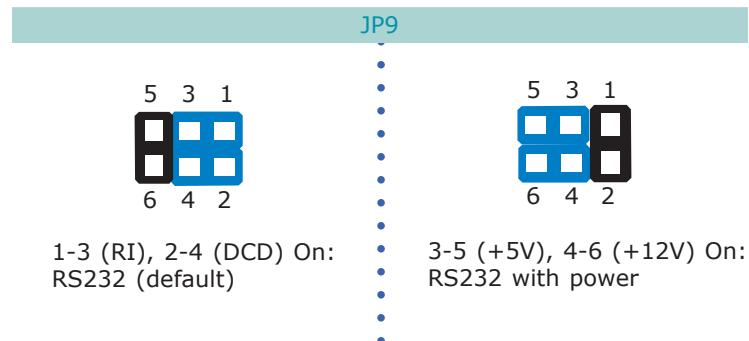 JP9
5 3 1
6 4 2
1-3 (RI), 2-4 (DCD) On:
RS232 (default)
5 3 1
6 4 2
3-5 (+5V), 4-6 (+12V) On:
RS232 with power